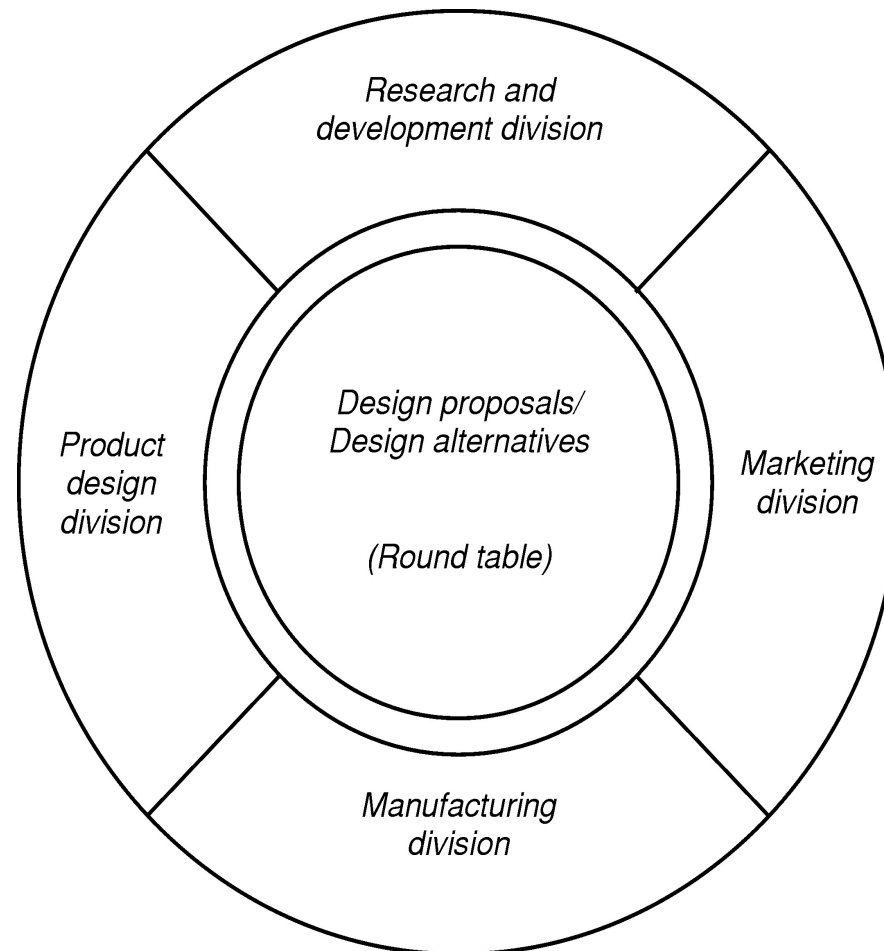 Research and
development division
Design proposals/
Design alternatives
(Round table)
Product
design
division
Marketing
division
Manufacturing
division